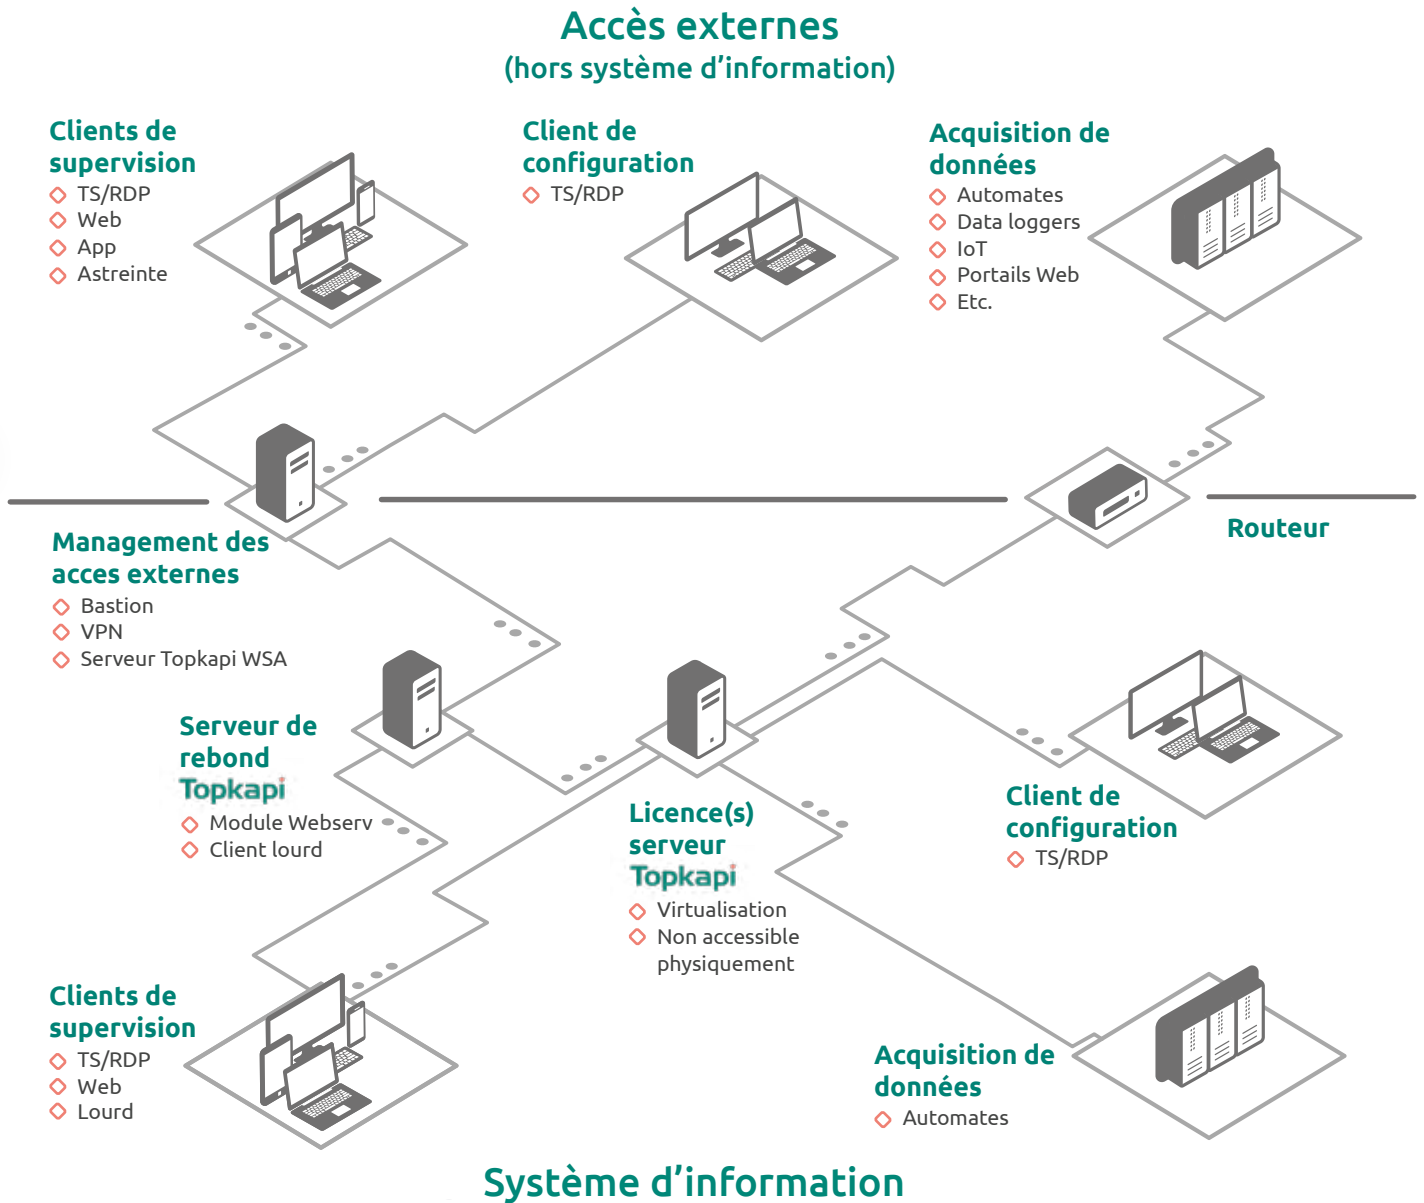 Accès externes
(hors système d'information)
Clients de
supervision
TS/RDP
Web
App
Astreinte
Client de
configuration
TS/RDP
Acquisition de
données
Automates
Data loggers
IoT
Portails Web
Etc.
Management des
acces externes
Bastion
VPN
Serveur Topkapi WSA
Routeur
Serveur de
rebond
Topkapi
Module Webserv
Client lourd
Licence(s)
serveur
Topkapi
Virtualisation
Non accessible
physiquement
Client de
configuration
TS/RDP
Clients de
supervision
TS/RDP
Web
Lourd
Acquisition de
données
Automates
Système d'information